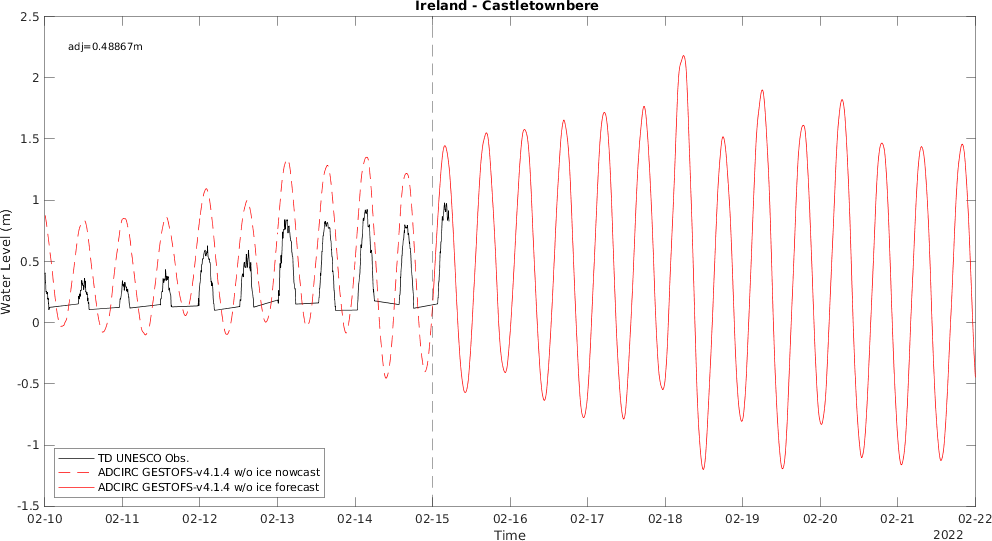 Ireland - Castletownbere
adj=0.48867m
Water Level (m)
2.5
2
1.5
1
0.5
0
-0.5
-1
-1.5
TD UNESCO Obs.
ADCIRC GESTOFS-v4.1.4 w/o ice nowcast
ADCIRC GESTOFS-v4.1.4 w/o ice forecast
02-10 02-11 02-12 02-13 02-14 02-15 02-16 02-17 02-18 02-19 02-20 02-21 02-22
Time
2022